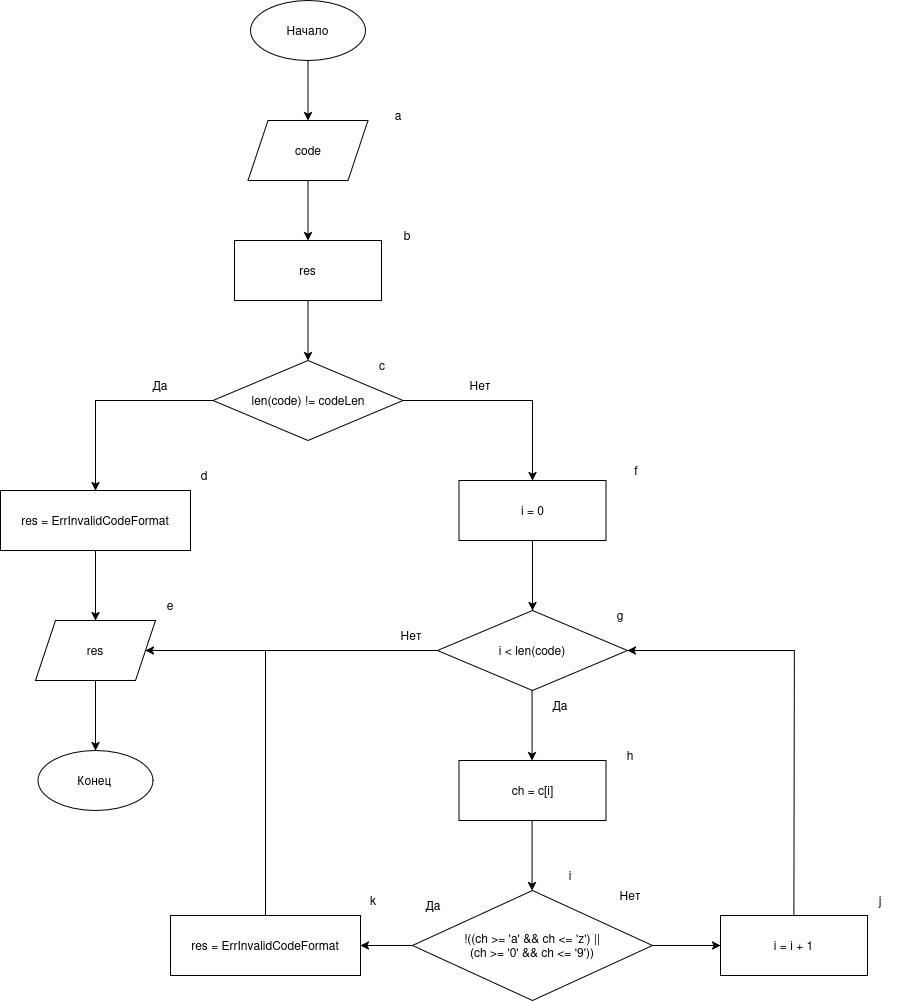 Начало
a
code
b
res
c
len(code) != codeLen
Да
Нет
d
res = ErrInvalidCodeFormat
f
i = 0
e
res
g
i < len(code)
Нет
Да
Конец
h
ch = c[i]
i
!((ch >= 'a' && ch <= 'z') ||
(ch >= '0' && ch <= '9'))
Да
Нет
k
res = ErrInvalidCodeFormat
j
i = i + 1